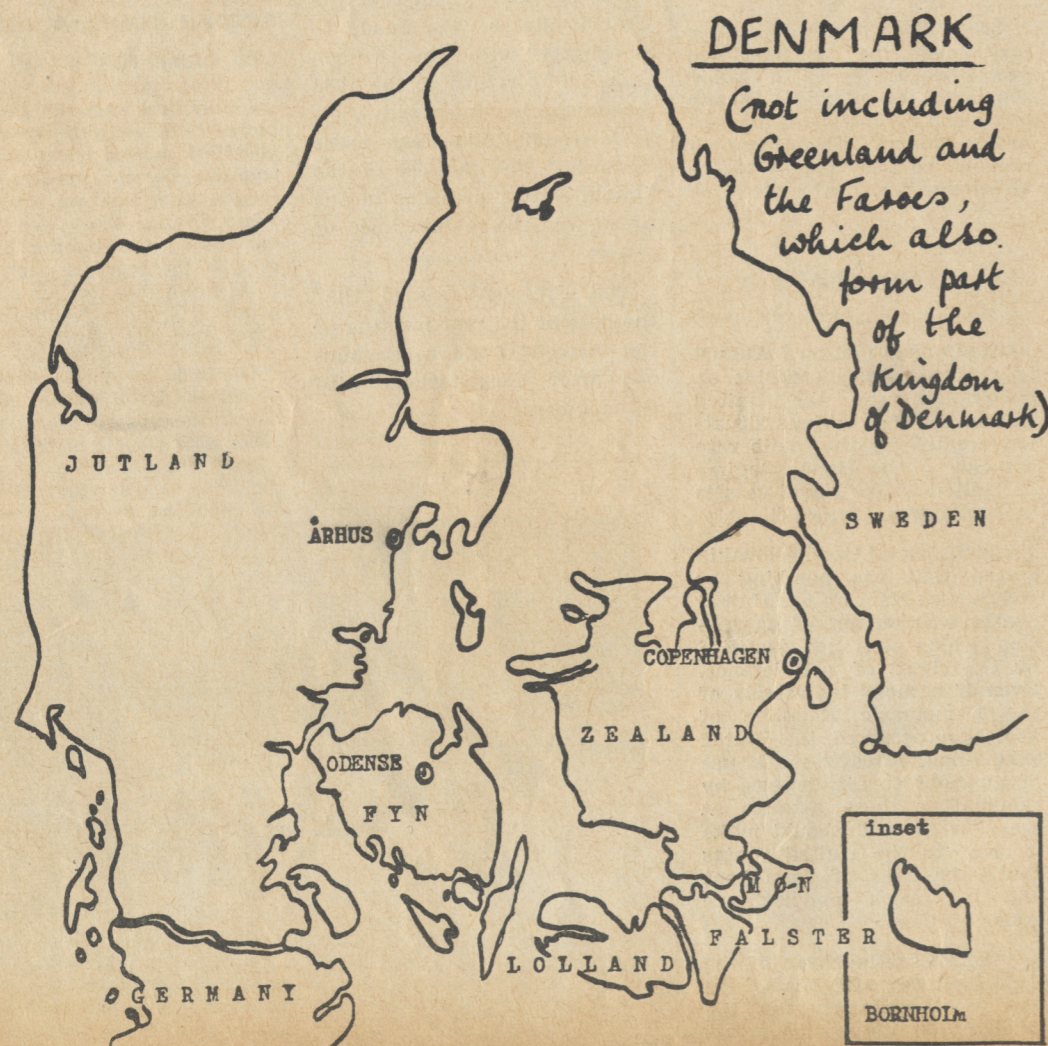 DENMARK
(not including
Greenland and
the Faroes,
which also
form part
of the
Kingdom
of Denmark)
JUTLAND
ÅRHUS
SWEDEN
COPENHAGEN
ZEALAND
ODENSE
FYN
inset
MØN
FALSTER
LOLLAND
GERMANY
BORNHOLm